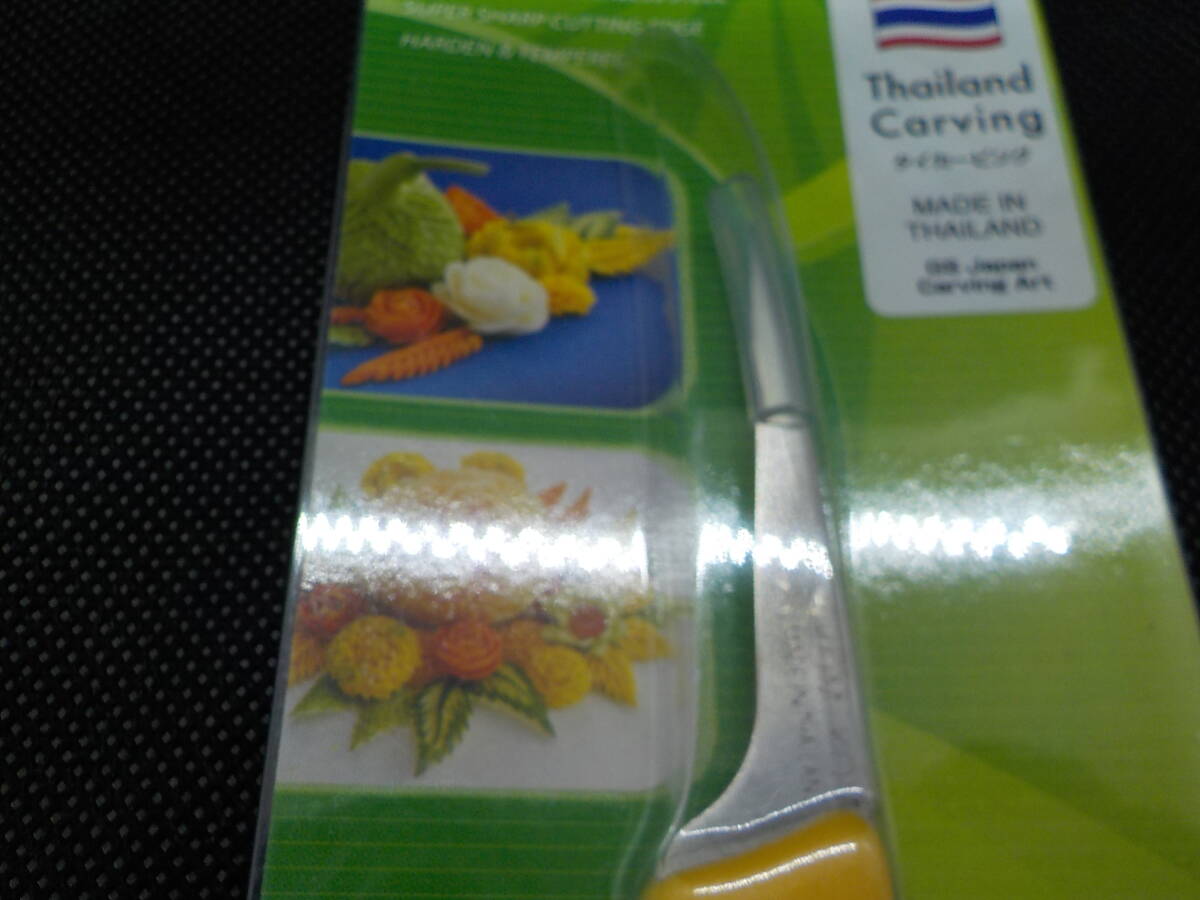 SUPER SHARP CUTTING EDGE
HARDEN & TEMPERED
Thailand
Carving
タイカービング
MADE IN
THAILAND
GS Japan
Carving Art